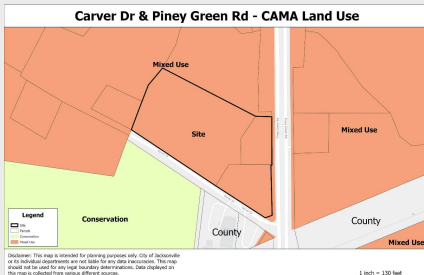 Carver Dr & Piney Green Rd - CAMA Land Use
Mixed Use
Site
Mixed Use
Conservation
County
County
Mixed Use
Legend
Site
Parcels
Conservation
Mixed Use
Disclaimer: This map is intended for planning purposes only. City of Jacksonville
or its individual departments are not liable for any data inaccuracies. This map
should not be used for any legal boundary determinations. Data displayed on
this map is collected from various different sources.
1 inch = 130 feet